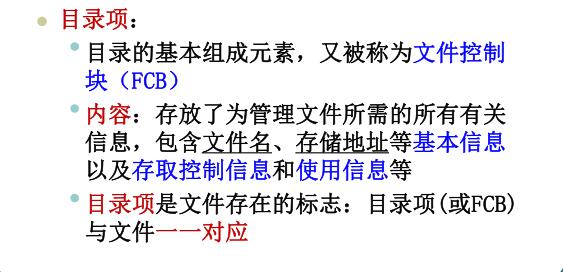 目录项：
目录的基本组成元素，又被称为文件控制
块（FCB）
内容：存放了为管理文件所需的所有有关
信息，包含文件名、存储地址等基本信息
以及存取控制信息和使用信息等
目录项是文件存在的标志：目录项(或FCB)
与文件一一对应